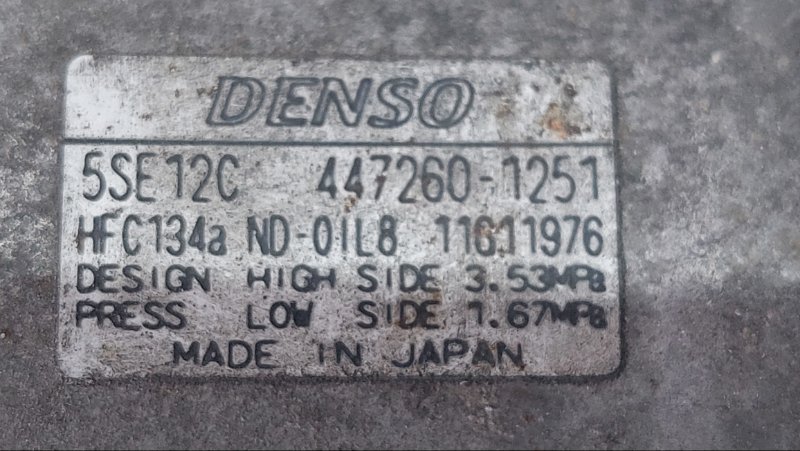 DENSO
5SE12C 447260-1251
HFC134a ND-OIL8 11G11976
DESIGN HIGH SIDE 3.53MPa
PRESS LOW SIDE 1.67MPa
MADE IN JAPAN